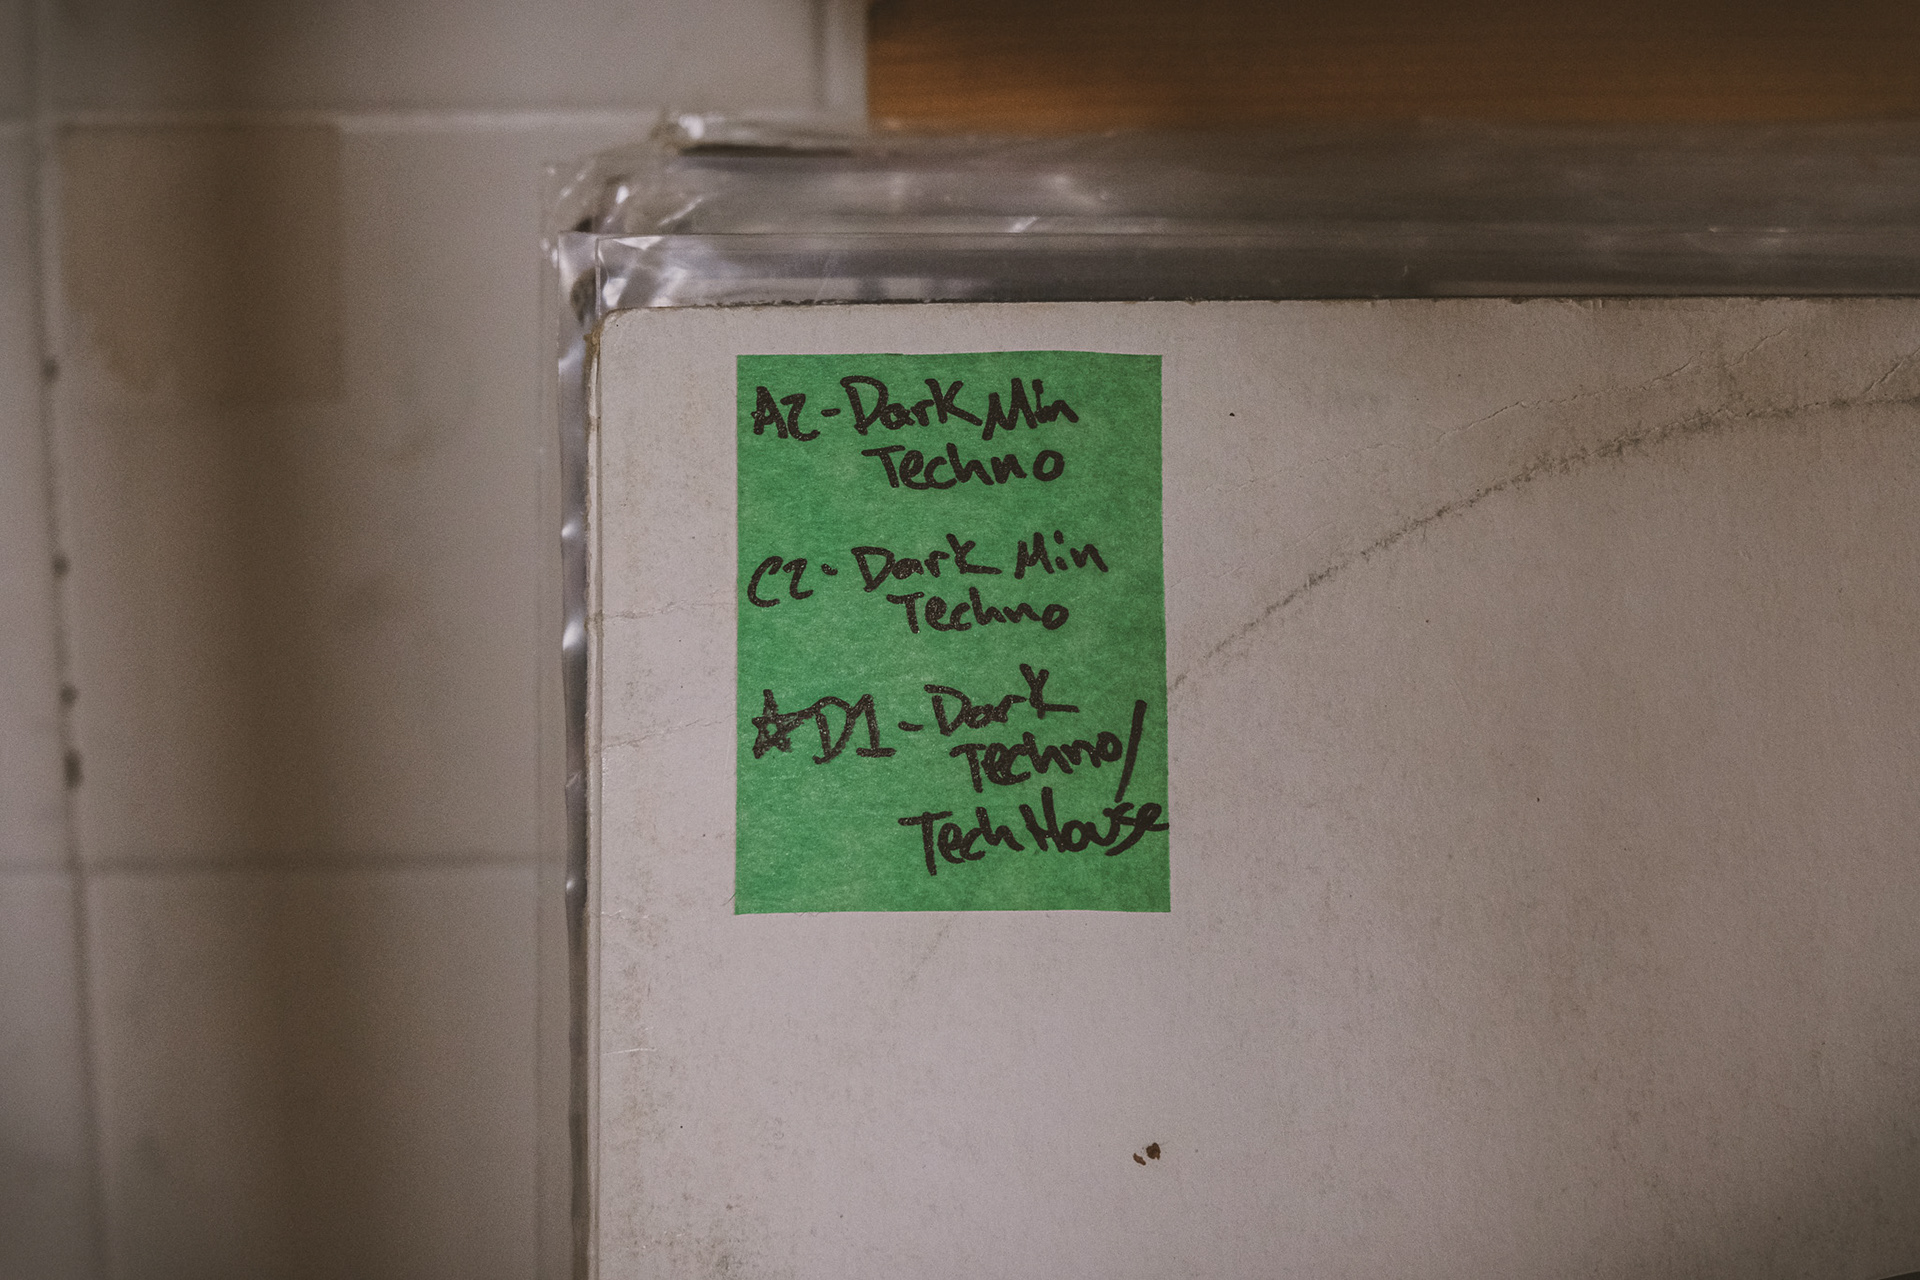 A2-Dark Min
Techno
C2-Dark Min
Techno
☆D1-Dark
Techno/
Tech House